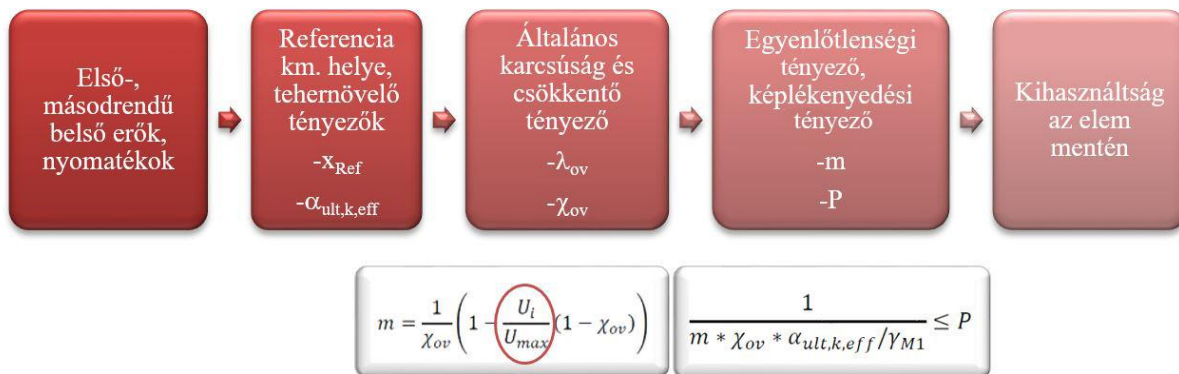 Első-,
másodrendű
belső erők,
nyomatékok
Referencia
km. helye,
tehernövelő
tényezők
-x_Ref
-α_ult,k,eff
Általános
karcsúság és
csökkentő
tényező
-λ_ov
-χ_ov
Egyenlőtlenségi
tényező,
képlékenyedési
tényező
-m
-P
Kihasználtság
az elem
mentén
m = 1/χ_ov (1 - U_i/U_max (1 - χ_ov))
1/(m * χ_ov * α_ult,k,eff/γ_M1) ≤ P